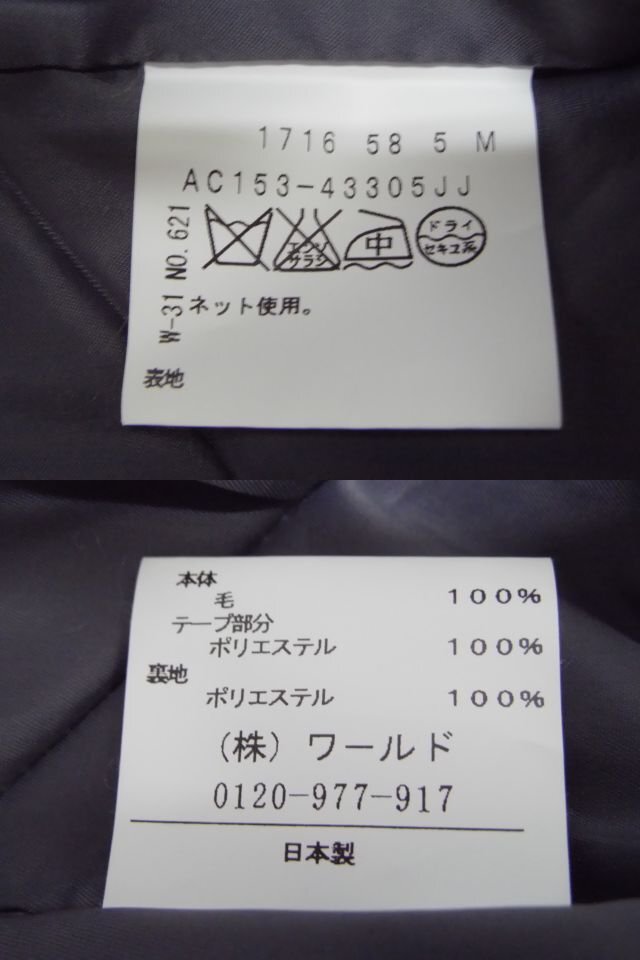 1716 58 5 M
AC153-43305JJ
W-31 NO.621
エンソ
サラシ
中
ドライ
セキユ系
ネット使用。
表地
本体
毛 100%
テープ部分
ポリエステル 100%
裏地
ポリエステル 100%
(株)ワールド
0120-977-917
日本製